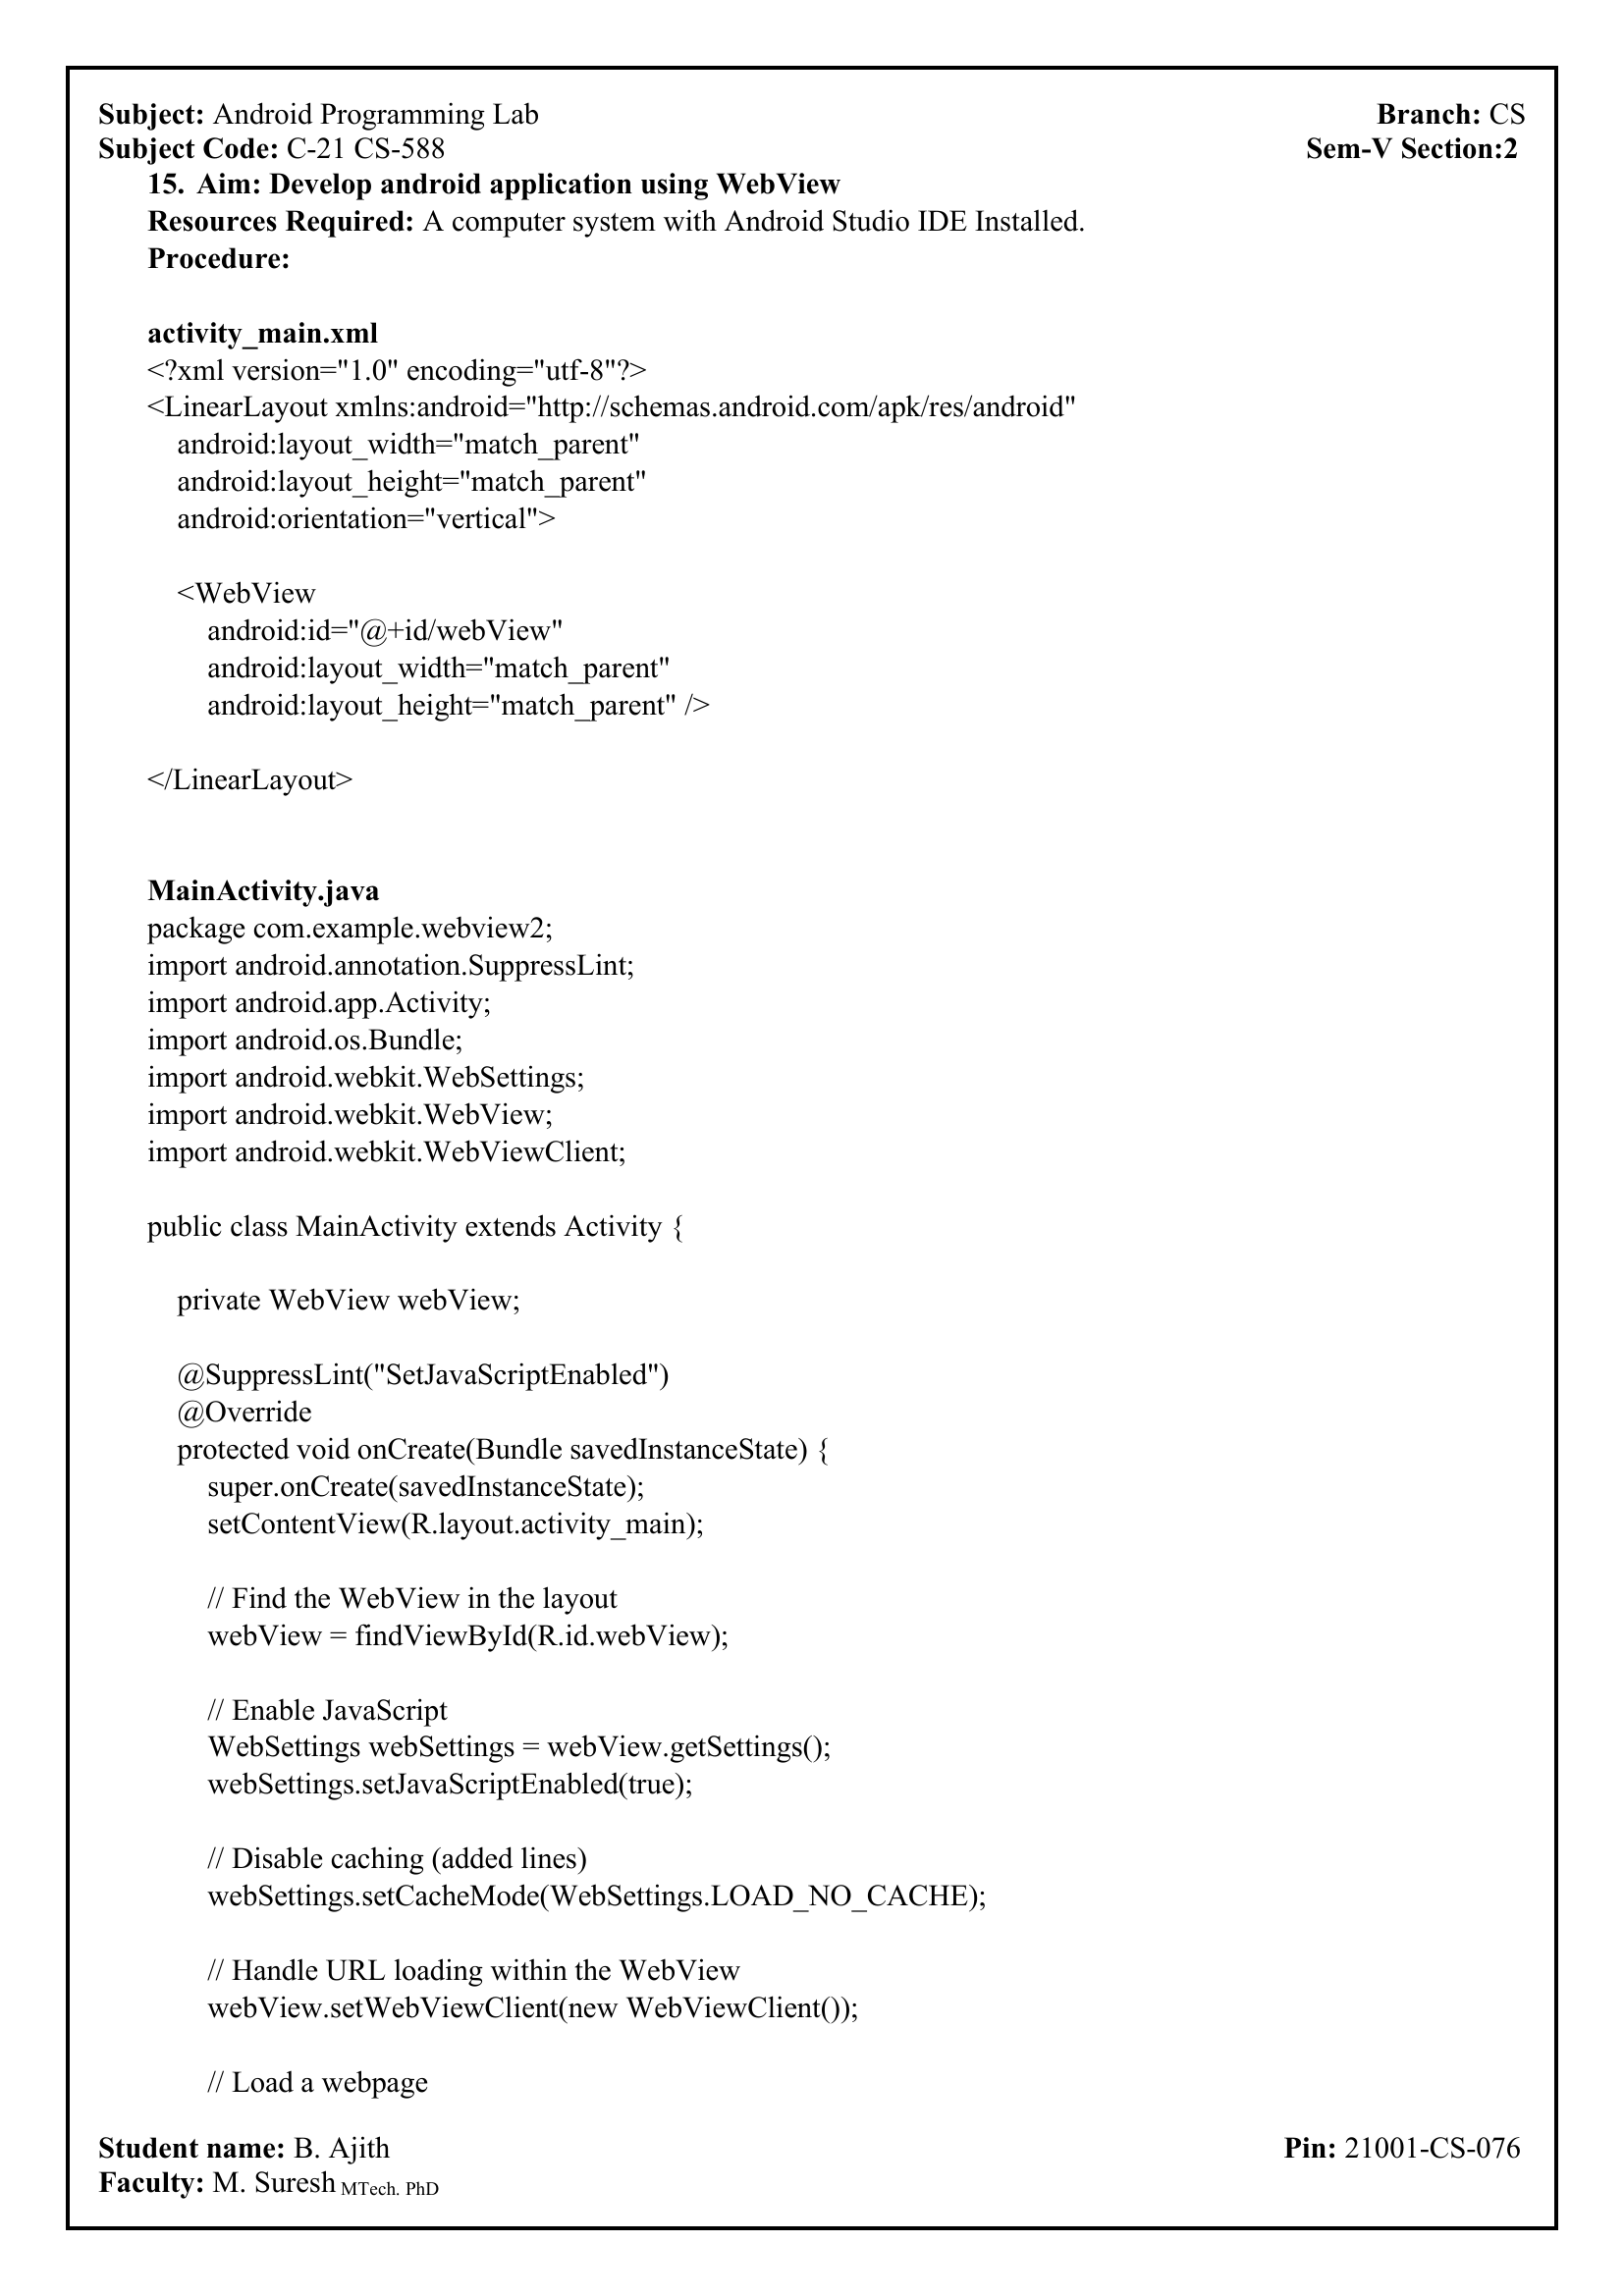 Subject: Android Programming Lab Branch: CS
Subject Code: C-21 CS-588 Sem-V Section:2
15. Aim: Develop android application using WebView
Resources Required: A computer system with Android Studio IDE Installed.
Procedure:
activity_main.xml
<?xml version="1.0" encoding="utf-8"?>
<LinearLayout xmlns:android="http://schemas.android.com/apk/res/android"
    android:layout_width="match_parent"
    android:layout_height="match_parent"
    android:orientation="vertical">
    <WebView
        android:id="@+id/webView"
        android:layout_width="match_parent"
        android:layout_height="match_parent" />
</LinearLayout>
MainActivity.java
package com.example.webview2;
import android.annotation.SuppressLint;
import android.app.Activity;
import android.os.Bundle;
import android.webkit.WebSettings;
import android.webkit.WebView;
import android.webkit.WebViewClient;
public class MainActivity extends Activity {
    private WebView webView;
    @SuppressLint("SetJavaScriptEnabled")
    @Override
    protected void onCreate(Bundle savedInstanceState) {
        super.onCreate(savedInstanceState);
        setContentView(R.layout.activity_main);
        // Find the WebView in the layout
        webView = findViewById(R.id.webView);
        // Enable JavaScript
        WebSettings webSettings = webView.getSettings();
        webSettings.setJavaScriptEnabled(true);
        // Disable caching (added lines)
        webSettings.setCacheMode(WebSettings.LOAD_NO_CACHE);
        // Handle URL loading within the WebView
        webView.setWebViewClient(new WebViewClient());
        // Load a webpage
Student name: B. Ajith Pin: 21001-CS-076
Faculty: M. Suresh MTech. PhD